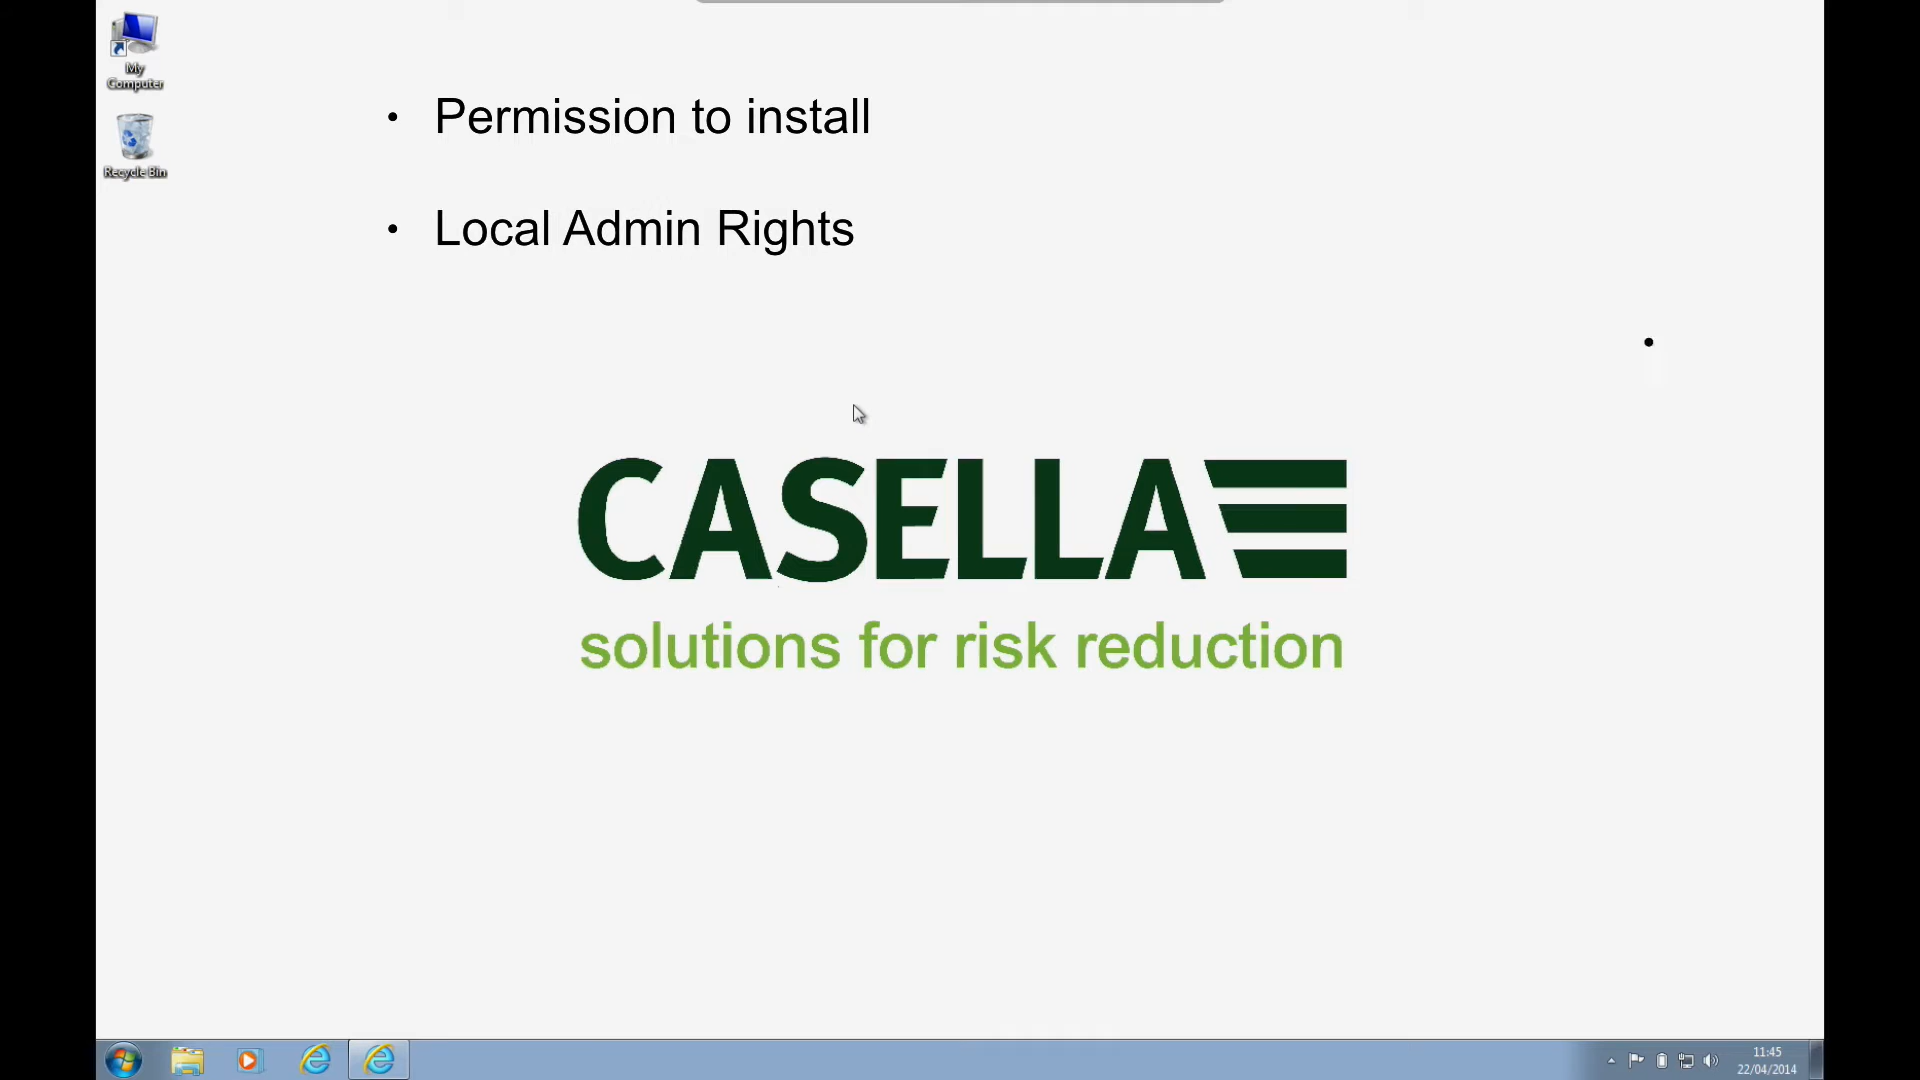 My
Computer
Recycle Bin
• Permission to install
• Local Admin Rights
•
CASELLA
solutions for risk reduction
11:45
22/04/2014